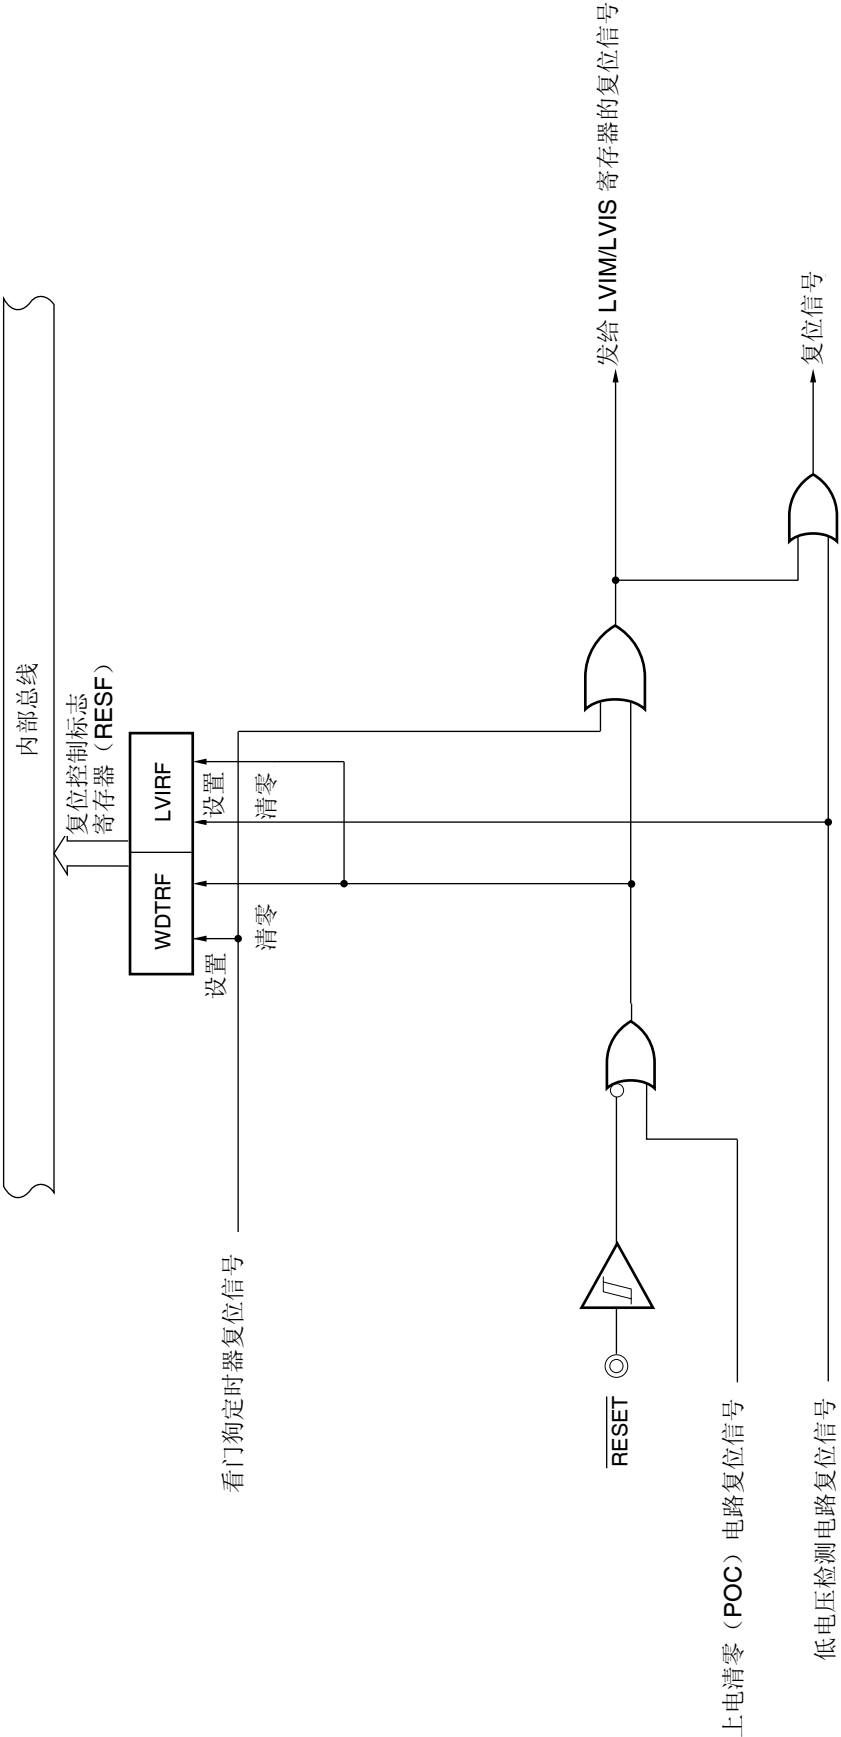 内部总线
复位控制标志
寄存器（RESF）
WDTRF
LVIRF
设置
清零
设置
清零
看门狗定时器复位信号
RESET
上电清零（POC）电路复位信号
低电压检测电路复位信号
发给 LVIM/LVIS 寄存器的复位信号
复位信号